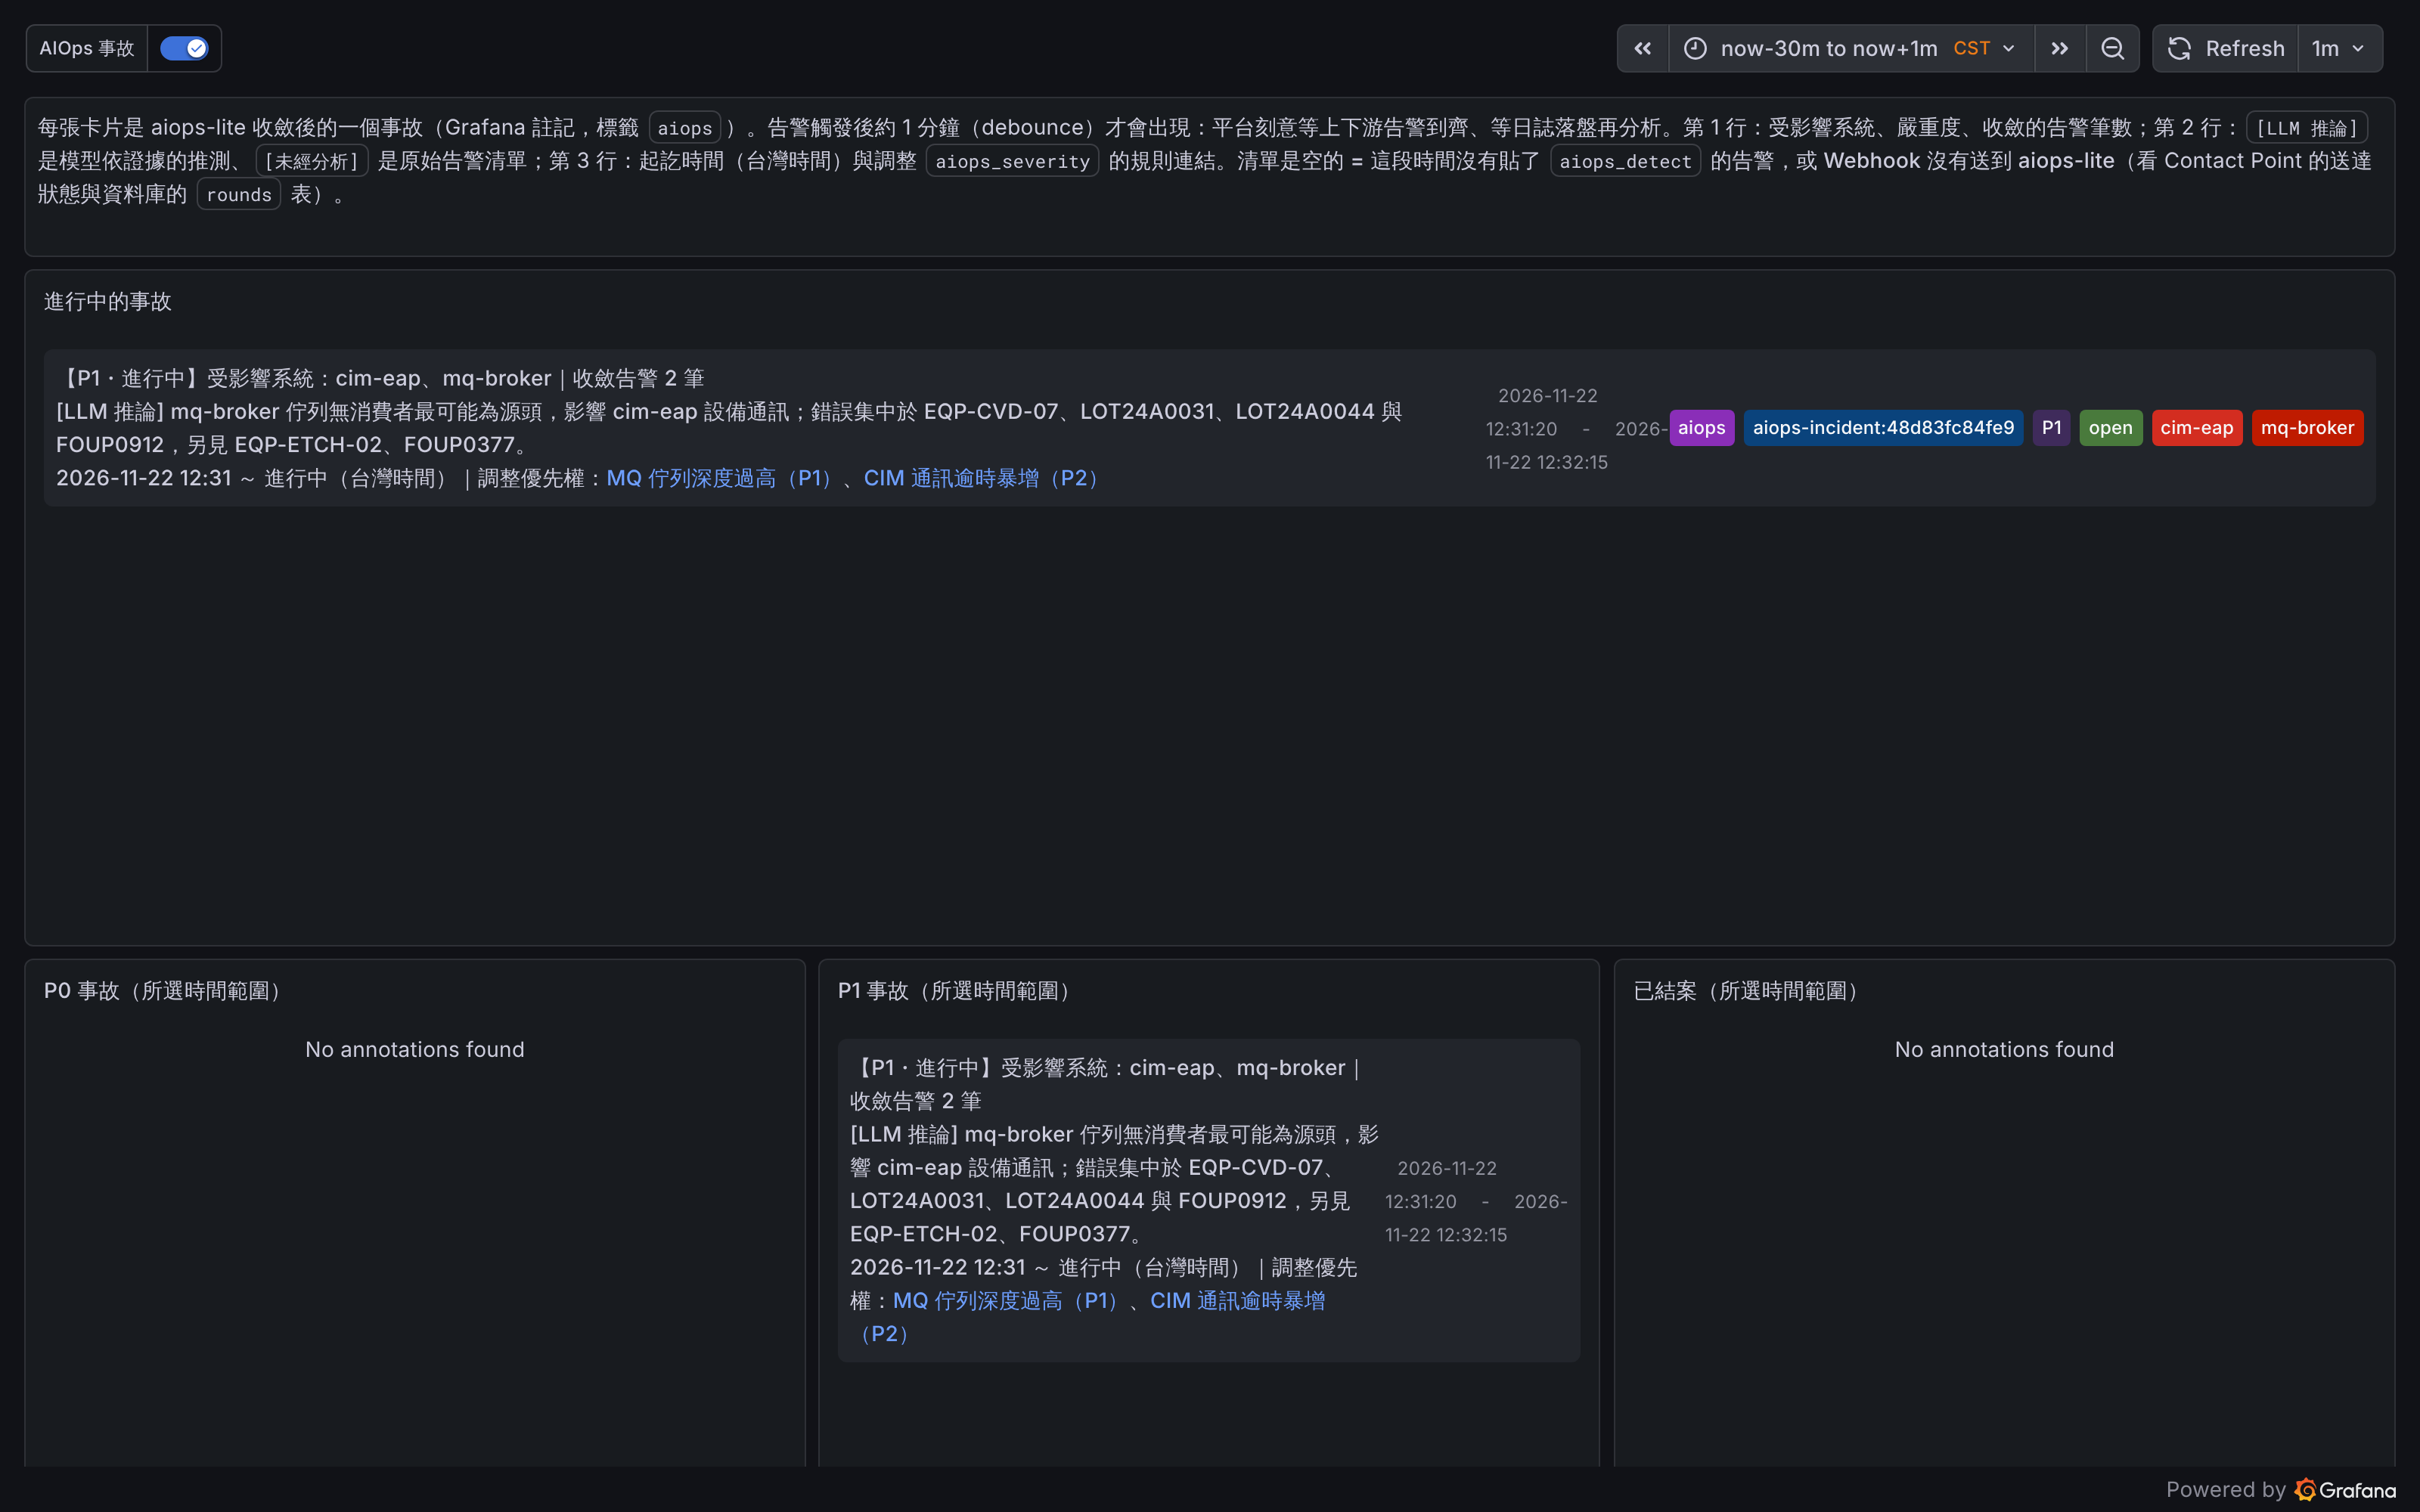 AIOps 事故
now-30m to now+1m CST
Refresh 1m
每張卡片是 aiops-lite 收斂後的一個事故（Grafana 註記，標籤 aiops ）。告警觸發後約 1 分鐘（debounce）才會出現：平台刻意等上下游告警到齊、等日誌落盤再分析。第 1 行：受影響系統、嚴重度、收斂的告警筆數；第 2 行： [LLM 推論]
是模型依證據的推測、 [未經分析] 是原始告警清單；第 3 行：起訖時間（台灣時間）與調整 aiops_severity 的規則連結。清單是空的 = 這段時間沒有貼了 aiops_detect 的告警，或 Webhook 沒有送到 aiops-lite（看 Contact Point 的送達
狀態與資料庫的 rounds 表）。
進行中的事故
【P1・進行中】受影響系統：cim-eap、mq-broker｜收斂告警 2 筆
[LLM 推論] mq-broker 佇列無消費者最可能為源頭，影響 cim-eap 設備通訊；錯誤集中於 EQP-CVD-07、LOT24A0031、LOT24A0044 與
FOUP0912，另見 EQP-ETCH-02、FOUP0377。
2026-11-22 12:31 ～ 進行中（台灣時間）｜調整優先權：MQ 佇列深度過高（P1）、CIM 通訊逾時暴增（P2）
2026-11-22
12:31:20 - 2026-
11-22 12:32:15
aiops aiops-incident:48d83fc84fe9 P1 open cim-eap mq-broker
P0 事故（所選時間範圍）
No annotations found
P1 事故（所選時間範圍）
【P1・進行中】受影響系統：cim-eap、mq-broker｜
收斂告警 2 筆
[LLM 推論] mq-broker 佇列無消費者最可能為源頭，影
響 cim-eap 設備通訊；錯誤集中於 EQP-CVD-07、
LOT24A0031、LOT24A0044 與 FOUP0912，另見
EQP-ETCH-02、FOUP0377。
2026-11-22 12:31 ～ 進行中（台灣時間）｜調整優先
權：MQ 佇列深度過高（P1）、CIM 通訊逾時暴增
（P2）
2026-11-22
12:31:20 - 2026-
11-22 12:32:15
已結案（所選時間範圍）
No annotations found
Powered by Grafana